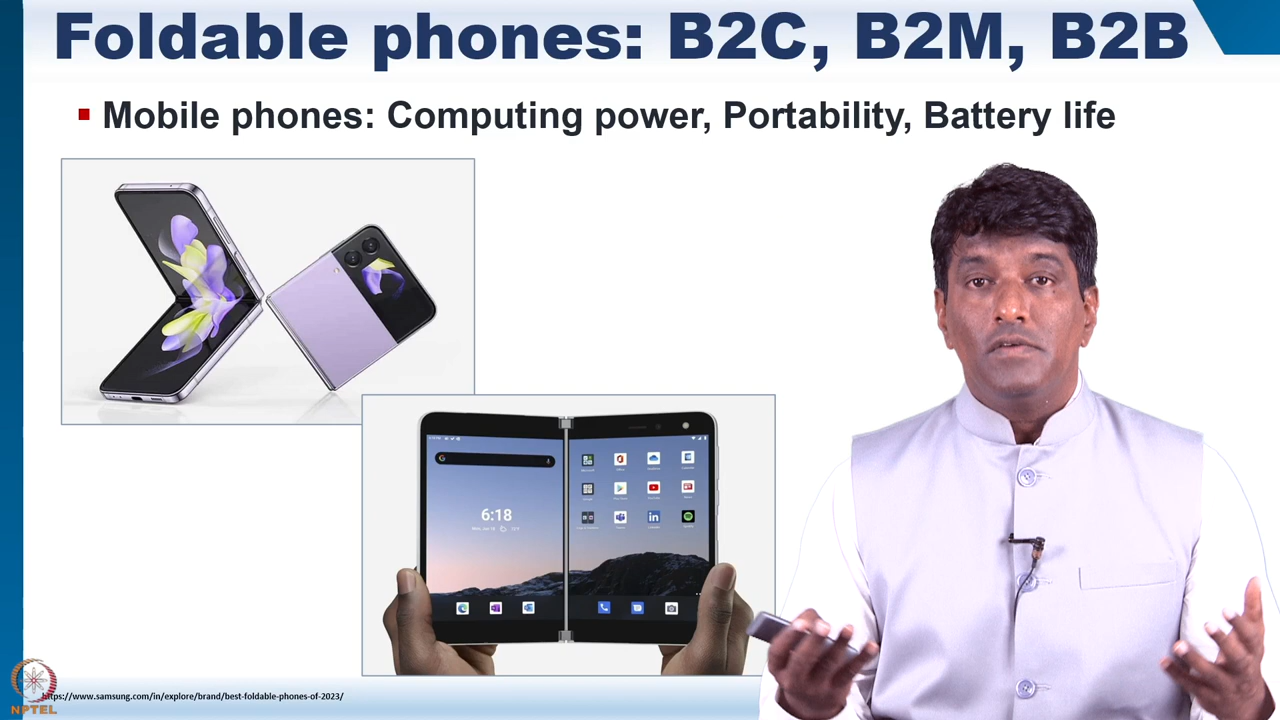 Foldable phones: B2C, B2M, B2B
Mobile phones: Computing power, Portability, Battery life
6:18
https://www.samsung.com/in/explore/brand/best-foldable-phones-of-2023/
NPTEL